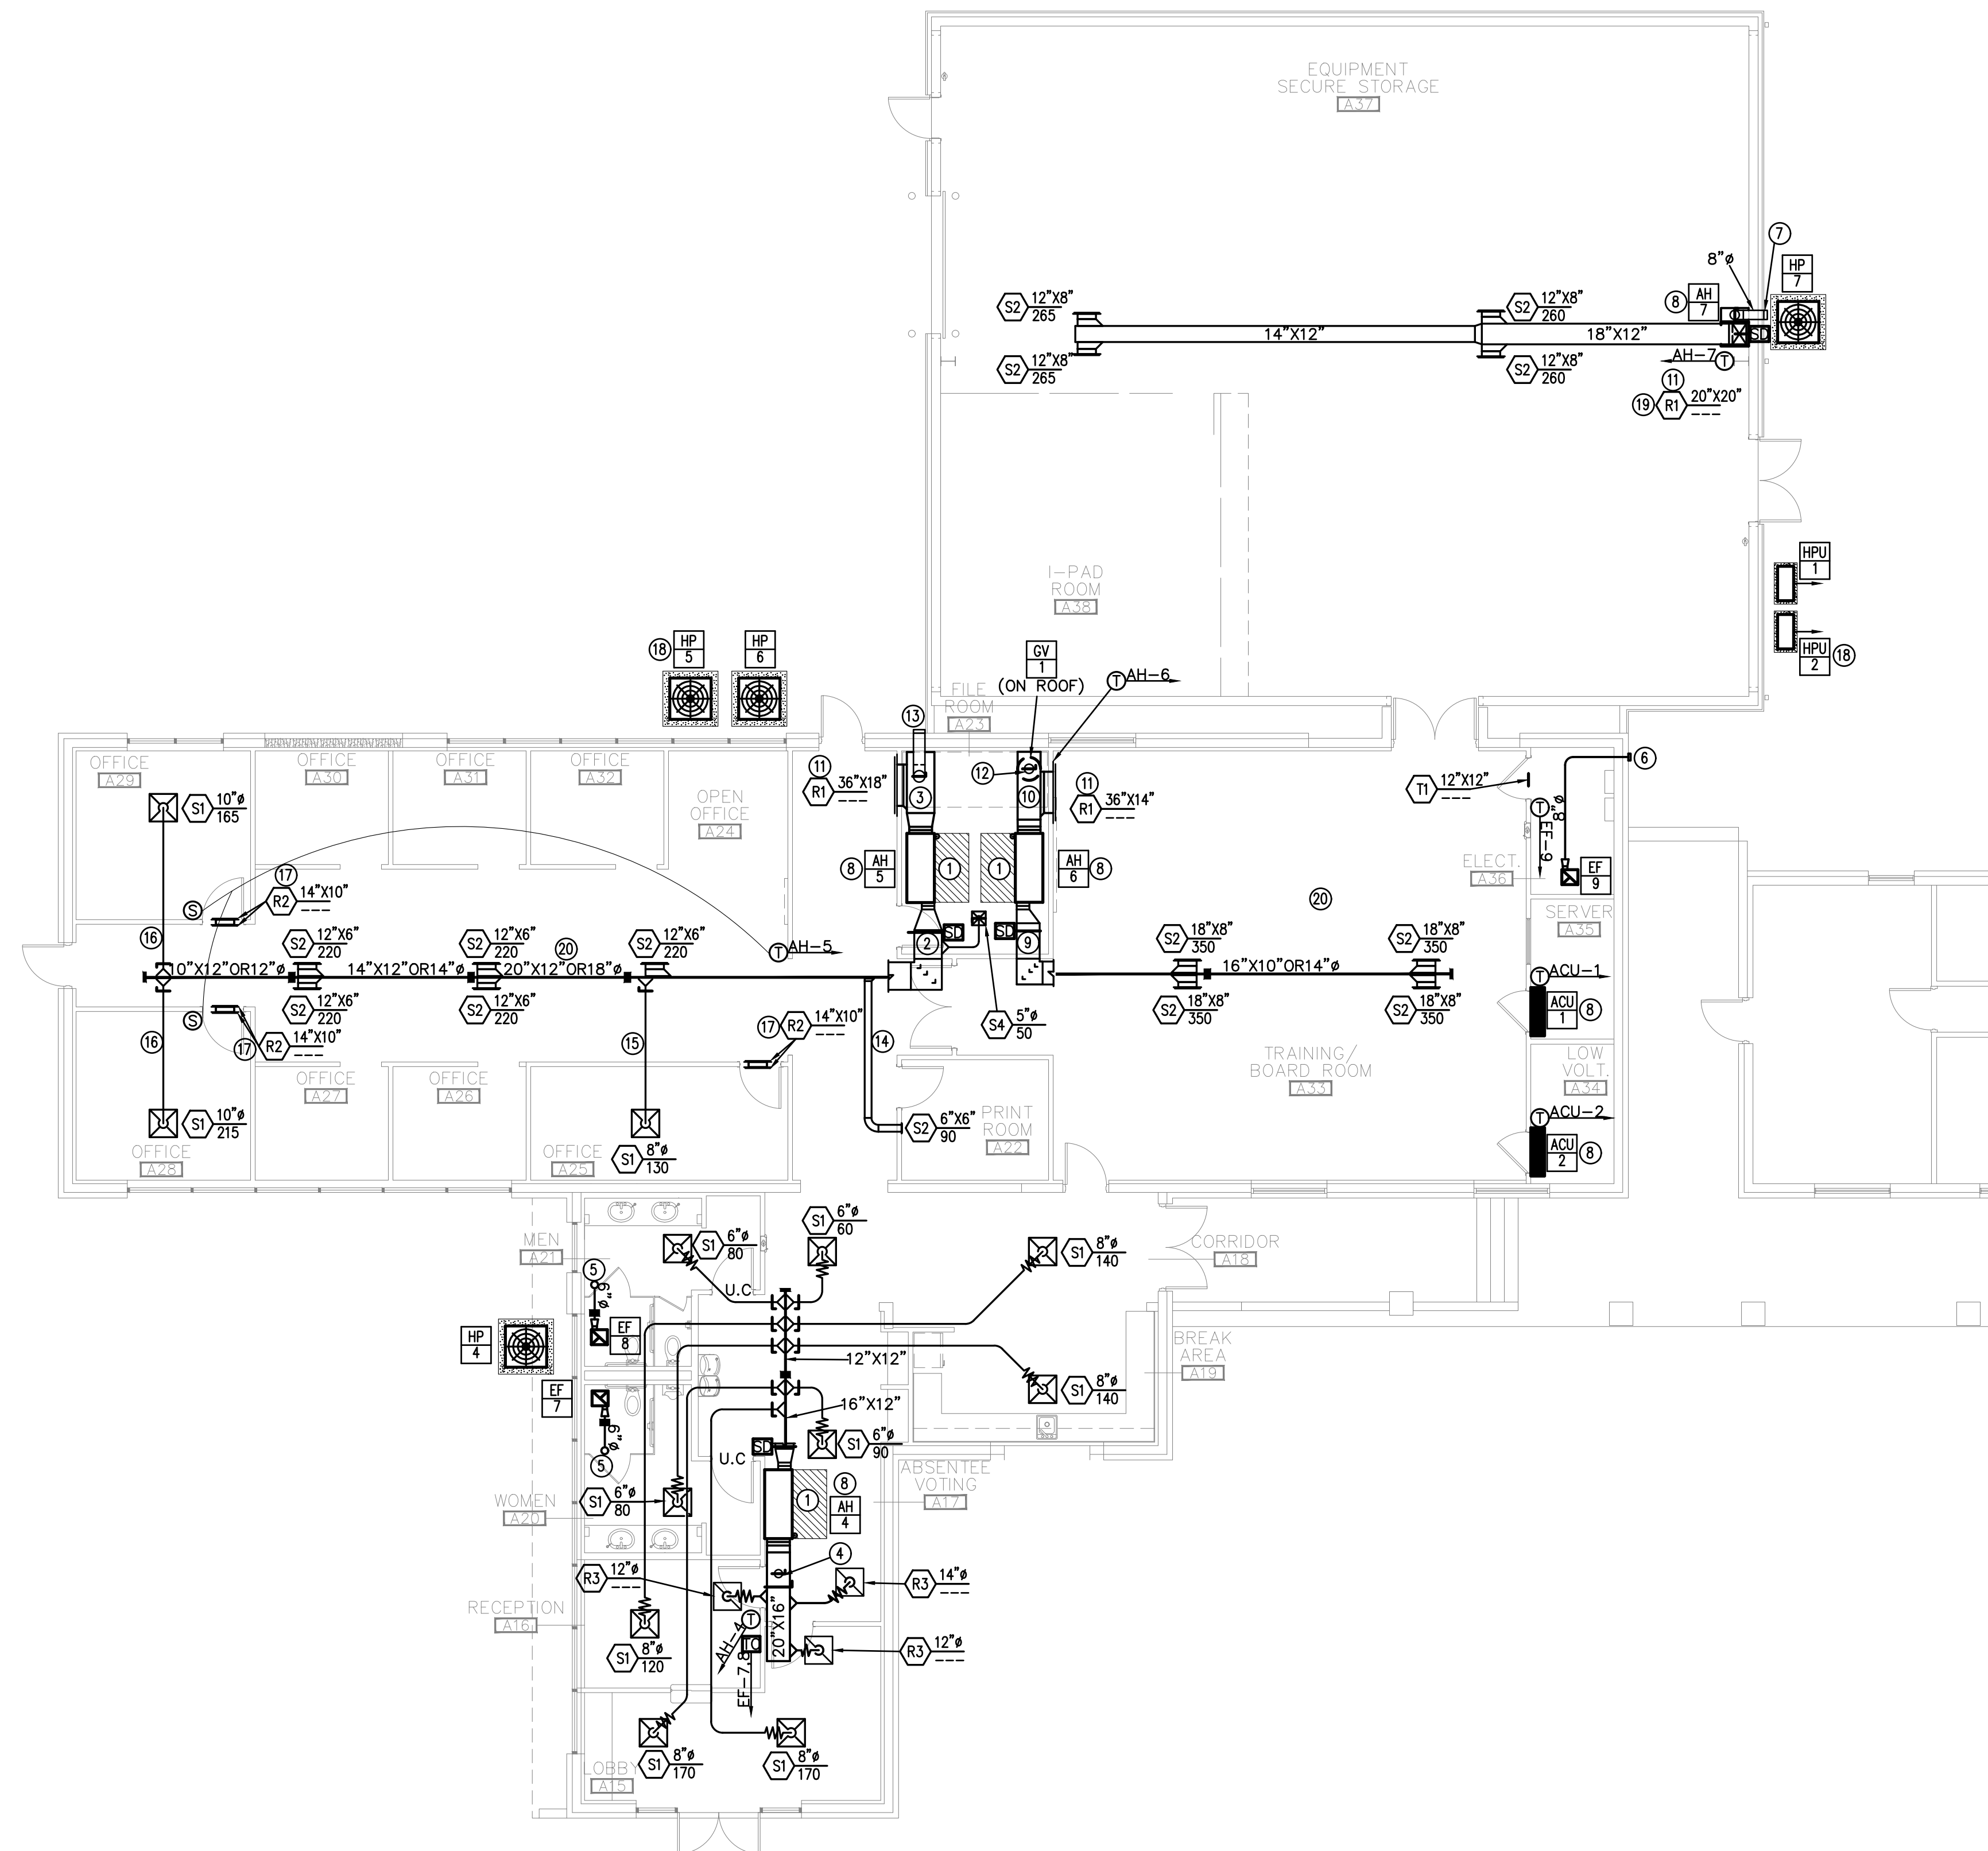 EQUIPMENT
SECURE STORAGE
A37
7
8"ø
HP
7
S2 12"X8"
265
S2 12"X8"
260
8
AH
7
14"X12"
18"X12"
SD
S2 12"X8"
265
S2 12"X8"
260
AH-7
T
11
19
R1 20"X20"
---
I-PAD
ROOM
A38
HPU
1
HPU
2
18
18
HP
5
HP
6
GV
1
(ON ROOF)
T
AH-6
FILE
ROOM
A23
13
12
6
OFFICE
A29
OFFICE
A30
OFFICE
A31
OFFICE
A32
OPEN
OFFICE
A24
11
R1 36"X18"
---
3
10
11
R1 36"X14"
---
T1 12"X12"
---
S1 10"ø
165
T
EF-9
8"ø
8
AH
5
1
1
AH
6
8
ELECT.
A36
EF
9
17
R2 14"X10"
---
S
20
SERVER
A35
16
S2 12"X6"
220
S2 12"X6"
220
20
S2 12"X6"
220
T
AH-5
SD
2
SD
9
S2 18"X8"
350
S2 18"X8"
350
10"X12"OR12"ø
14"X12"OR14"ø
20"X12"OR18"ø
16"X10"OR14"ø
T
ACU-1
S2 12"X6"
220
S2 12"X6"
220
S2 18"X8"
350
S2 18"X8"
350
ACU
1
8
S
16
17
R2 14"X10"
---
15
17
R2 14"X10"
---
14
S4 5"ø
50
OFFICE
A27
OFFICE
A26
TRAINING/
BOARD ROOM
A33
LOW
VOLT.
A34
S1 10"ø
215
OFFICE
A28
OFFICE
A25
S1 8"ø
130
S2 6"X6"
90
PRINT
ROOM
A22
T
ACU-2
ACU
2
8
MEN
A21
S1 6"ø
80
S1 6"ø
60
S1 8"ø
140
CORRIDOR
A18
5
6"ø
U.C
HP
4
EF
8
12"X12"
BREAK
AREA
A19
EF
7
S1 8"ø
140
16"X12"
6"ø
5
SD
U.C
S1 6"ø
90
ABSENTEE
VOTING
A17
WOMEN
A20
S1 6"ø
80
1
8
AH
4
4
R3 12"ø
---
R3 14"ø
---
RECEPTION
A16
T
AH-4
TC
20"X16"
EF-7,8
R3 12"ø
---
S1 8"ø
120
LOBBY
A15
S1 8"ø
170
S1 8"ø
170